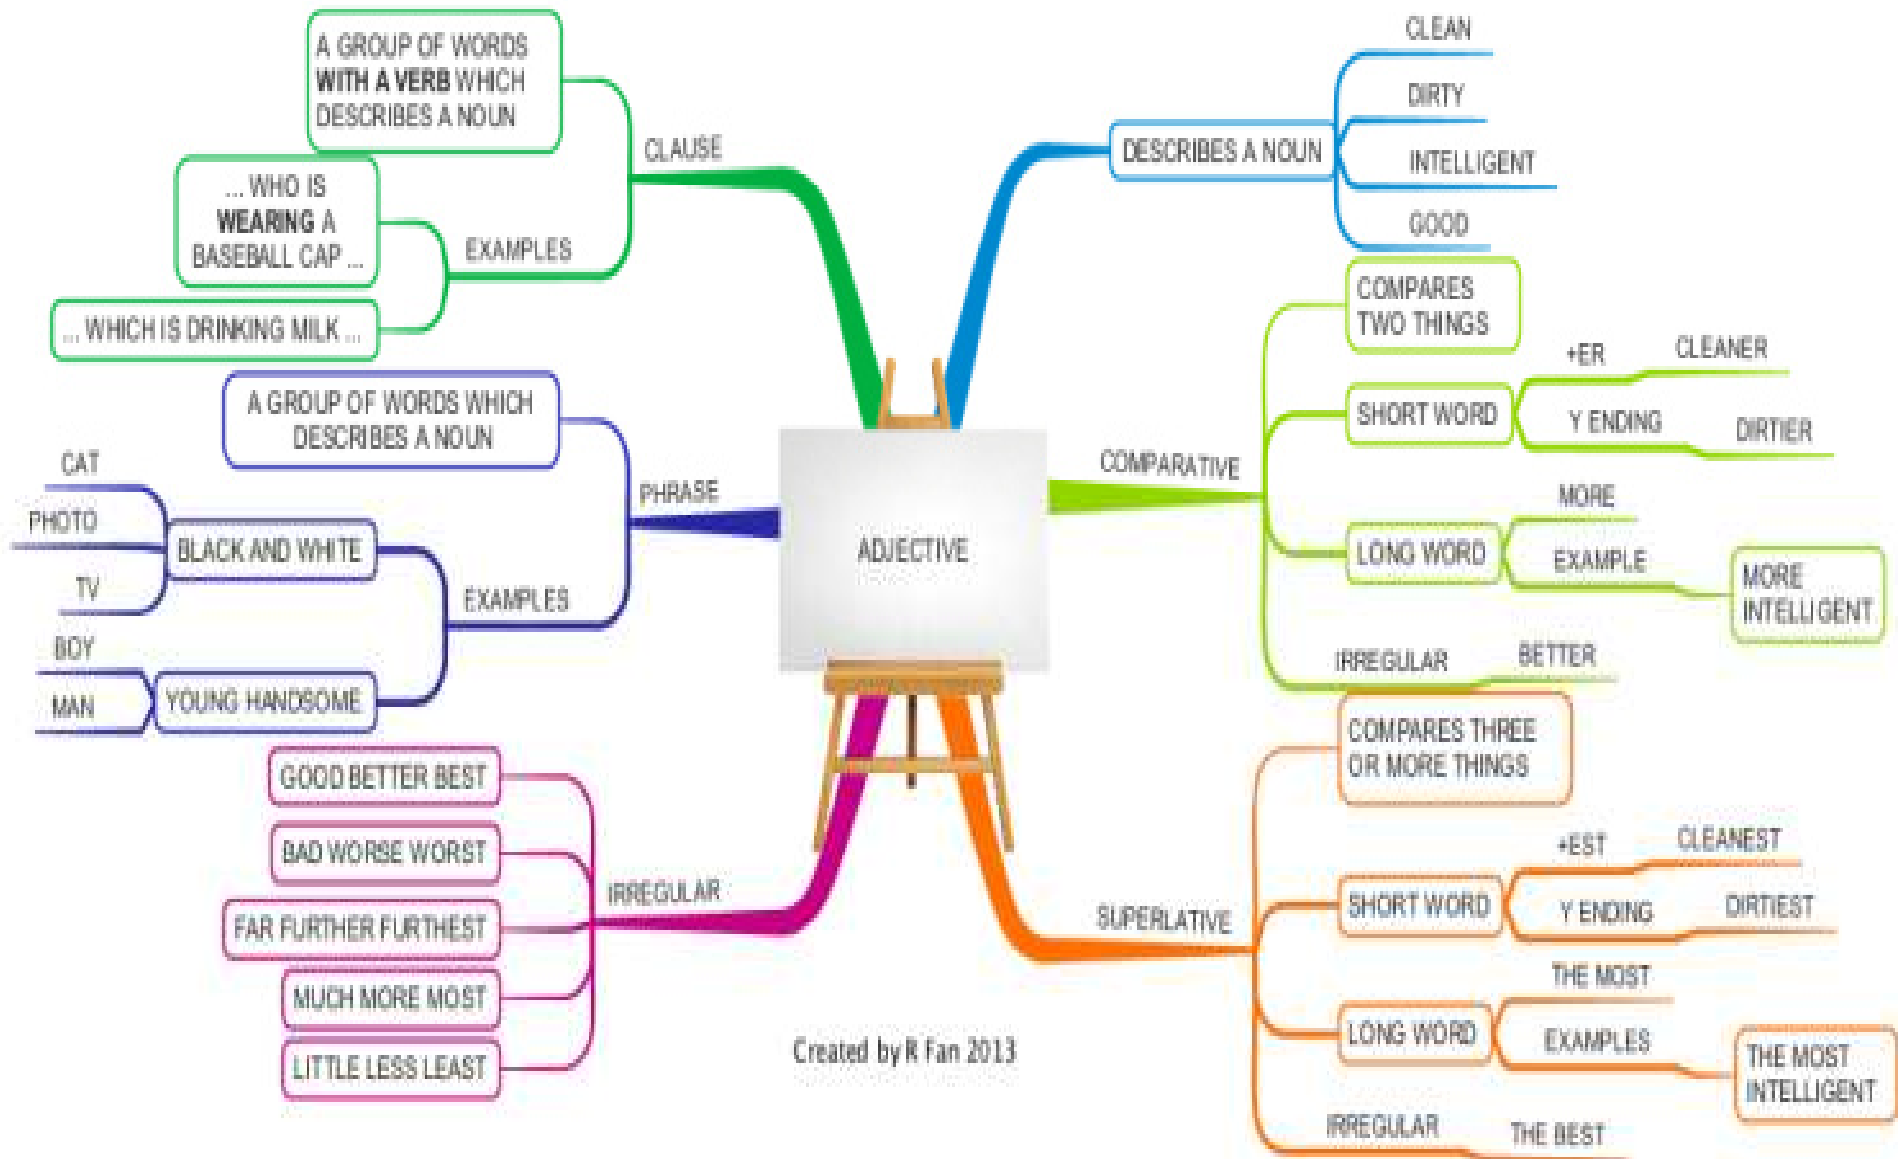 A GROUP OF WORDS
WITH A VERB WHICH
DESCRIBES A NOUN
CLAUSE
... WHO IS
WEARING A
BASEBALL CAP ...
EXAMPLES
... WHICH IS DRINKING MILK ...
A GROUP OF WORDS WHICH
DESCRIBES A NOUN
PHRASE
CAT
PHOTO
TV
BLACK AND WHITE
EXAMPLES
BOY
MAN
YOUNG HANDSOME
GOOD BETTER BEST
BAD WORSE WORST
IRREGULAR
FAR FURTHER FURTHEST
MUCH MORE MOST
LITTLE LESS LEAST
ADJECTIVE
Created by R Fan 2013
DESCRIBES A NOUN
CLEAN
DIRTY
INTELLIGENT
GOOD
COMPARATIVE
COMPARES
TWO THINGS
SHORT WORD
+ER
CLEANER
Y ENDING
DIRTIER
LONG WORD
MORE
EXAMPLE
MORE
INTELLIGENT
IRREGULAR
BETTER
SUPERLATIVE
COMPARES THREE
OR MORE THINGS
SHORT WORD
+EST
CLEANEST
Y ENDING
DIRTIEST
LONG WORD
THE MOST
EXAMPLES
THE MOST
INTELLIGENT
IRREGULAR
THE BEST